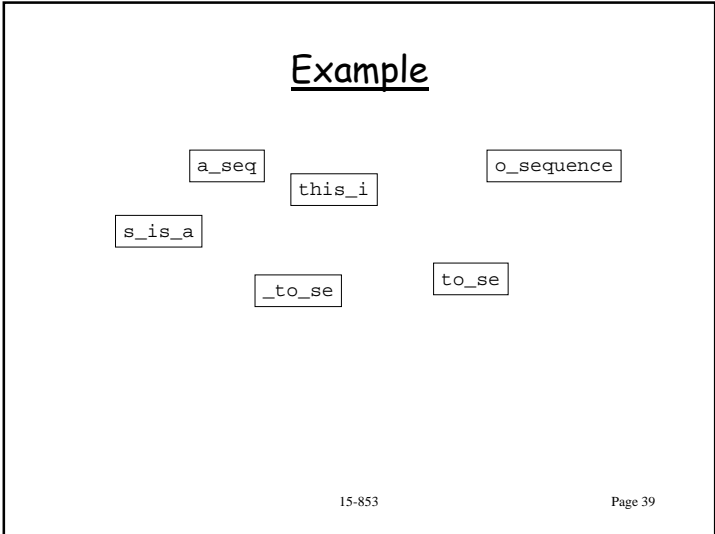 Example
a_seq
o_sequence
this_i
s_is_a
_to_se
to_se
15-853
Page 39